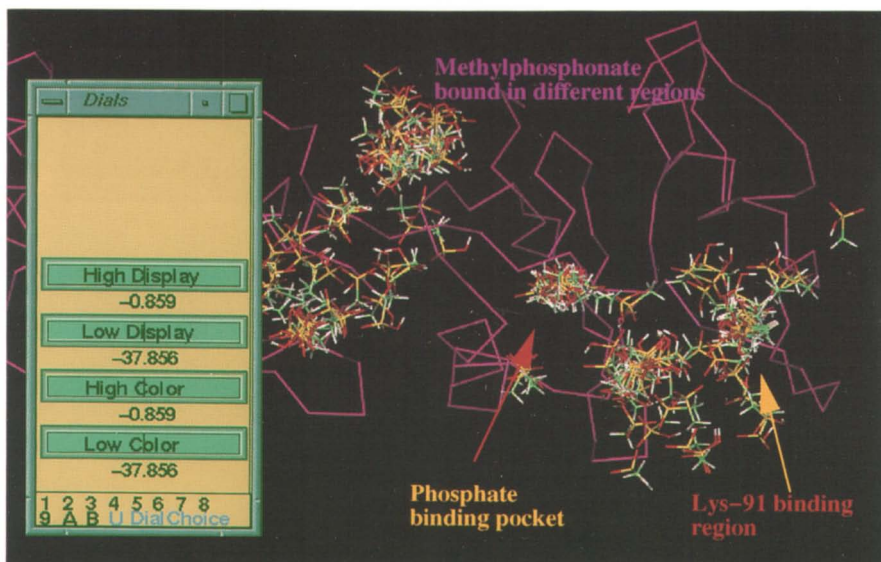 Dials
High Display
−0.859
Low Display
−37.856
High Color
−0.859
Low Color
−37.856
1 2 3 4 5 6 7 8
9 A B U DialChoice
Methylphosphonate
bound in different regions
Phosphate
binding pocket
Lys−91 binding
region